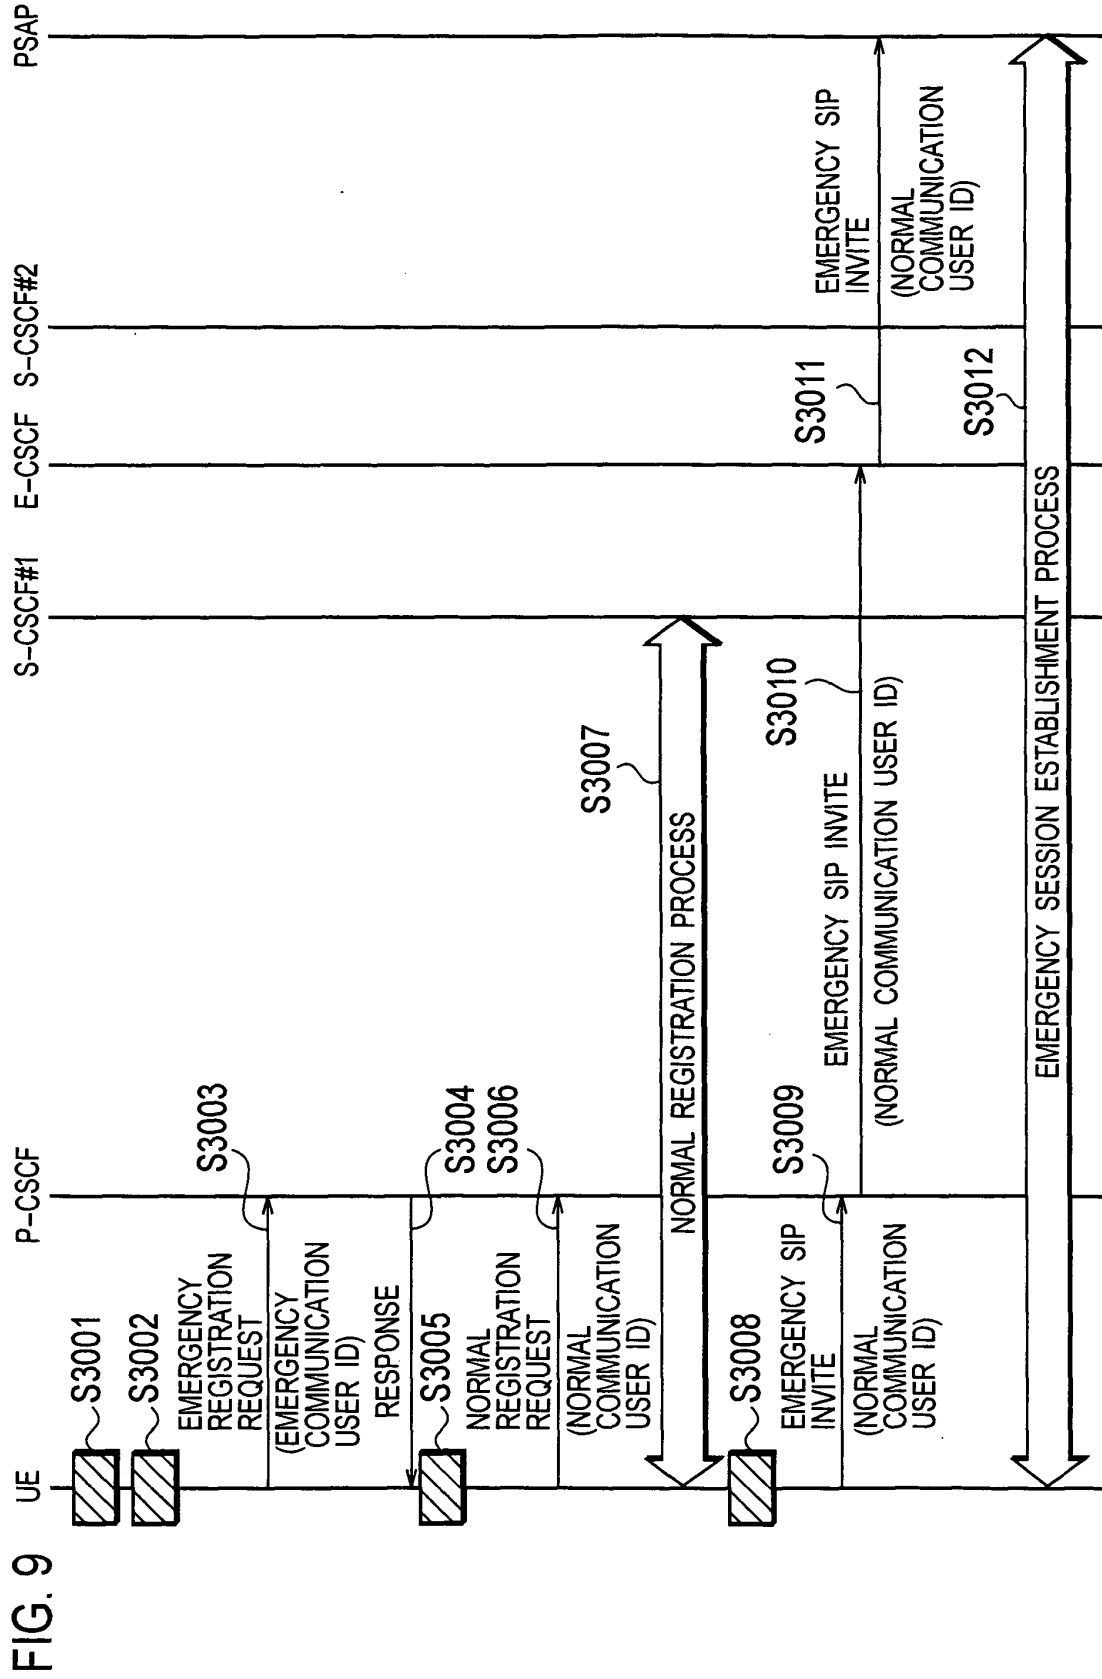 FIG. 9
UE
P-CSCF
S-CSCF#1
E-CSCF
S-CSCF#2
PSAP
S3001
S3002
EMERGENCY
REGISTRATION
REQUEST
(EMERGENCY
COMMUNICATION
USER ID)
S3003
RESPONSE
S3004
S3005
NORMAL
REGISTRATION
REQUEST
(NORMAL
COMMUNICATION
USER ID)
S3006
NORMAL REGISTRATION PROCESS
S3007
S3008
EMERGENCY SIP
INVITE
(NORMAL
COMMUNICATION
USER ID)
S3009
EMERGENCY SIP INVITE
(NORMAL COMMUNICATION USER ID)
S3010
S3011
EMERGENCY SIP
INVITE
(NORMAL
COMMUNICATION
USER ID)
EMERGENCY SESSION ESTABLISHMENT PROCESS
S3012